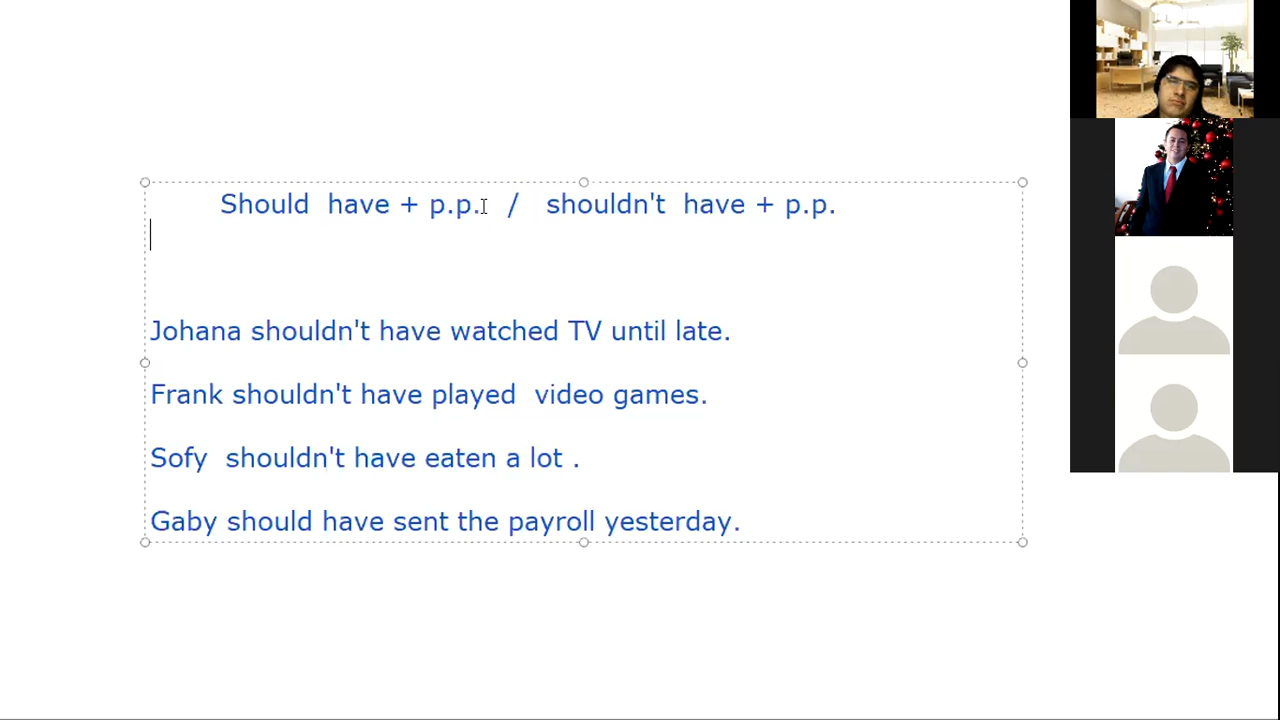 Should  have + p.p.  /   shouldn't  have + p.p.
Johana shouldn't have watched TV until late.
Frank shouldn't have played  video games.
Sofy  shouldn't have eaten a lot .
Gaby should have sent the payroll yesterday.